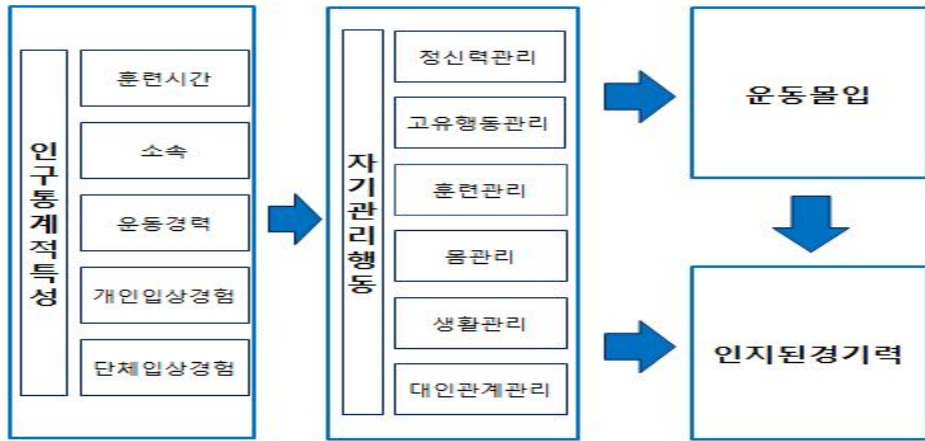 인구통계적특성
훈련시간
소속
운동경력
개인입상경험
단체입상경험
자기관리행동
정신력관리
고유행동관리
훈련관리
몸관리
생활관리
대인관계관리
운동몰입
인지된경기력